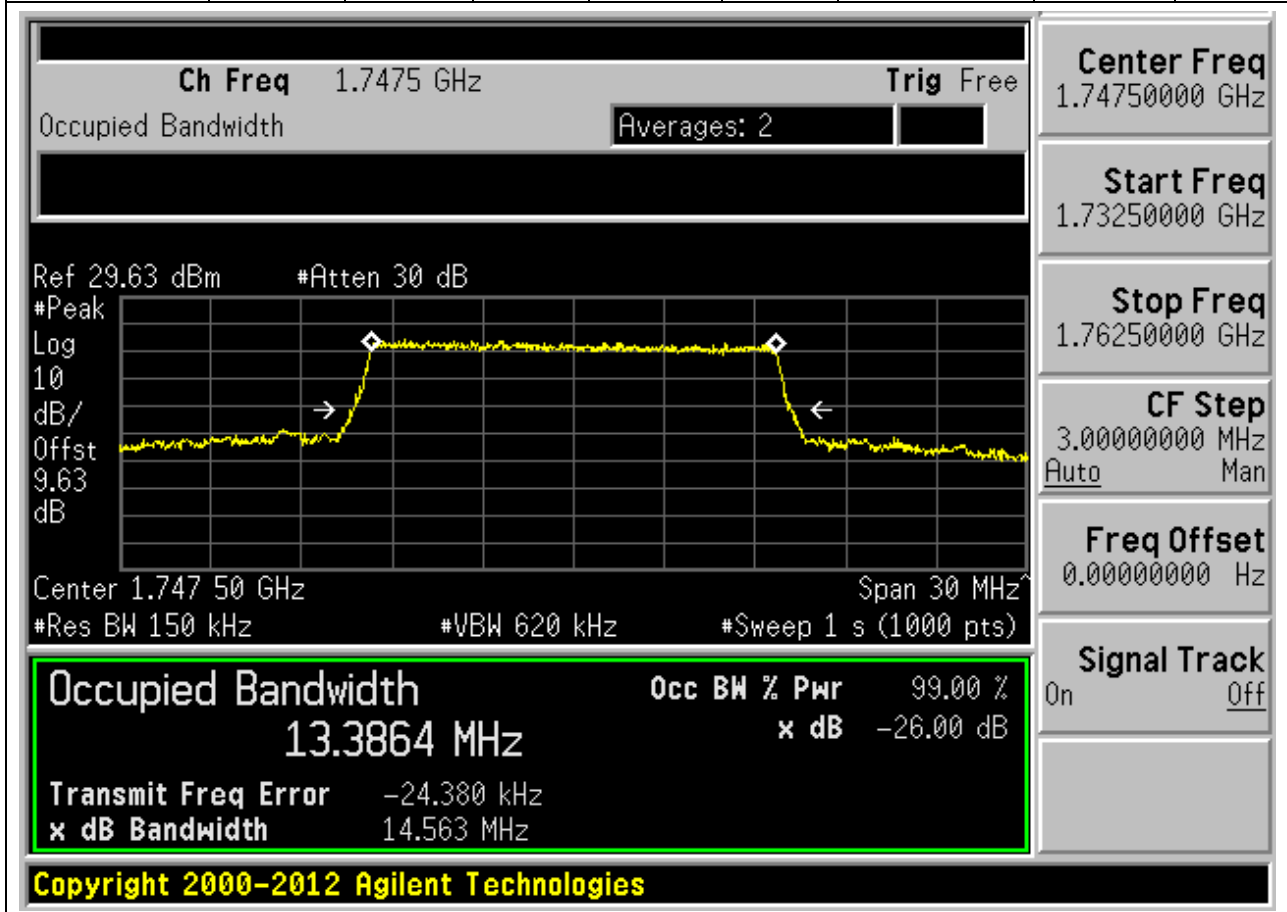 Ch Freq 1.7475 GHz Trig Free
Occupied Bandwidth Averages: 2
Ref 29.63 dBm #Atten 30 dB
#Peak
Log
10
dB/
Offst
9.63
dB
Center 1.747 50 GHz Span 30 MHz^
#Res BW 150 kHz #VBW 620 kHz #Sweep 1 s (1000 pts)
Occupied Bandwidth Occ BW % Pwr 99.00 %
13.3864 MHz x dB -26.00 dB
Transmit Freq Error -24.380 kHz
x dB Bandwidth 14.563 MHz
Copyright 2000-2012 Agilent Technologies
Center Freq
1.74750000 GHz
Start Freq
1.73250000 GHz
Stop Freq
1.76250000 GHz
CF Step
3.00000000 MHz
Auto Man
Freq Offset
0.00000000 Hz
Signal Track
On Off